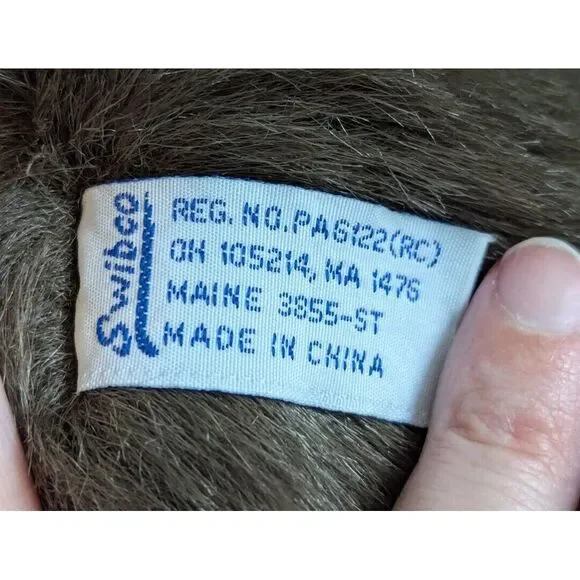 Swibco
REG. NO. PA6122(RC)
OH 105214, MA 1476
MAINE 3855-ST
MADE IN CHINA